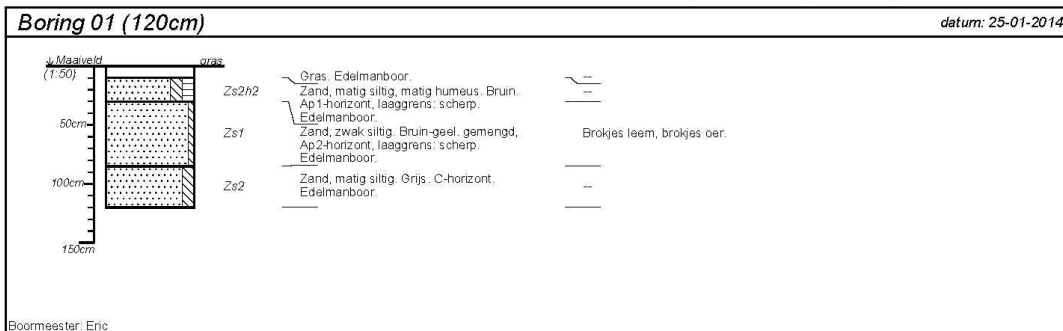 Boring 01 (120cm)
datum: 25-01-2014
↓ Maaiveld gras
(1:50)
Gras. Edelmanboor. --
Zs2h2 Zand, matig siltig, matig humeus. Bruin. --
Ap1-horizont, laaggrens: scherp.
Edelmanboor.
50cm Zs1 Zand, zwak siltig. Bruin-geel. gemengd, Brokjes leem, brokjes oer.
Ap2-horizont, laaggrens: scherp.
Edelmanboor.
100cm Zs2 Zand, matig siltig. Grijs. C-horizont. --
Edelmanboor.
150cm
Boormeester: Eric